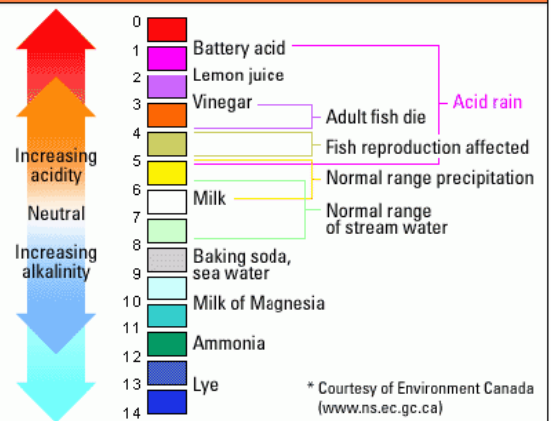 0
1
Battery acid
2
Lemon juice
Vinegar
3
Acid rain
Adult fish die
4
Increasing
acidity
Fish reproduction affected
5
Normal range precipitation
6
Milk
Neutral
Normal range
of stream water
7
Increasing
alkalinity
8
Baking soda,
sea water
9
10
Milk of Magnesia
11
Ammonia
12
13
Lye
14
* Courtesy of Environment Canada
(www.ns.ec.gc.ca)